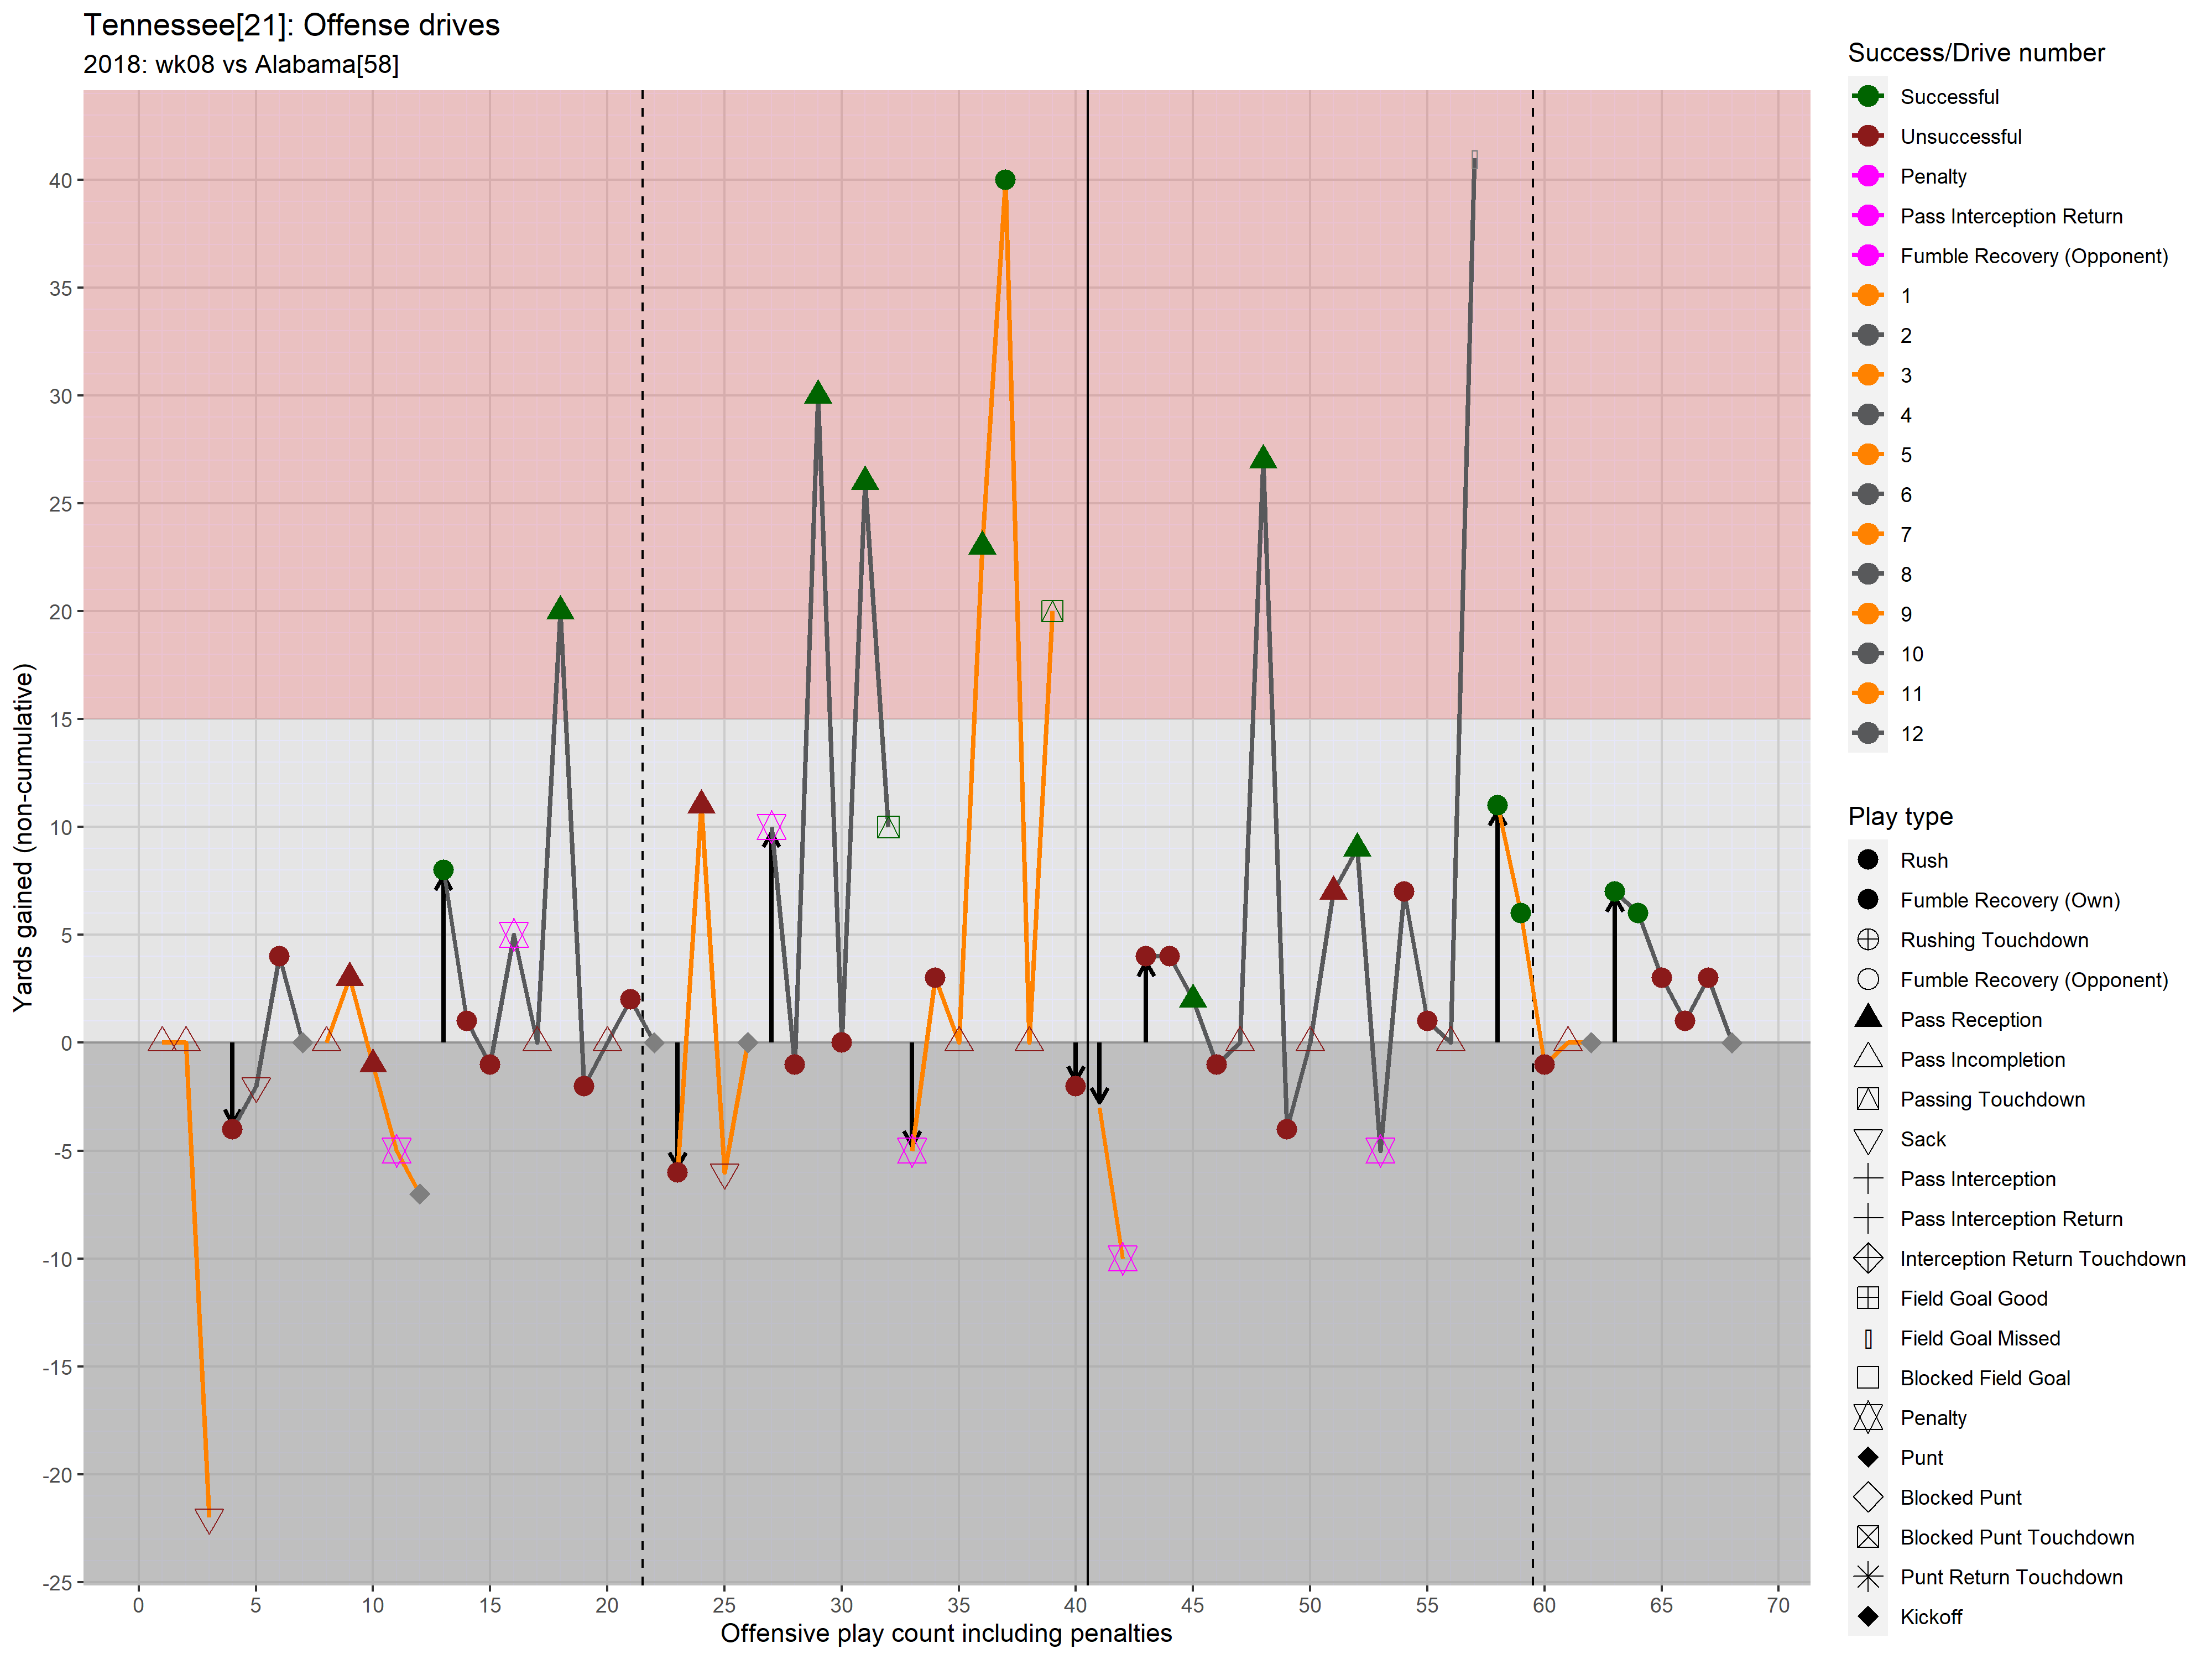 Tennessee[21]: Offense drives
2018: wk08 vs Alabama[58]
Yards gained (non-cumulative)
40
35
30
25
20
15
10
5
0
-5
-10
-15
-20
-25
0 5 10 15 20 25 30 35 40 45 50 55 60 65 70
Offensive play count including penalties
Success/Drive number
Successful
Unsuccessful
Penalty
Pass Interception Return
Fumble Recovery (Opponent)
1
2
3
4
5
6
7
8
9
10
11
12
Play type
Rush
Fumble Recovery (Own)
Rushing Touchdown
Fumble Recovery (Opponent)
Pass Reception
Pass Incompletion
Passing Touchdown
Sack
Pass Interception
Pass Interception Return
Interception Return Touchdown
Field Goal Good
Field Goal Missed
Blocked Field Goal
Penalty
Punt
Blocked Punt
Blocked Punt Touchdown
Punt Return Touchdown
Kickoff